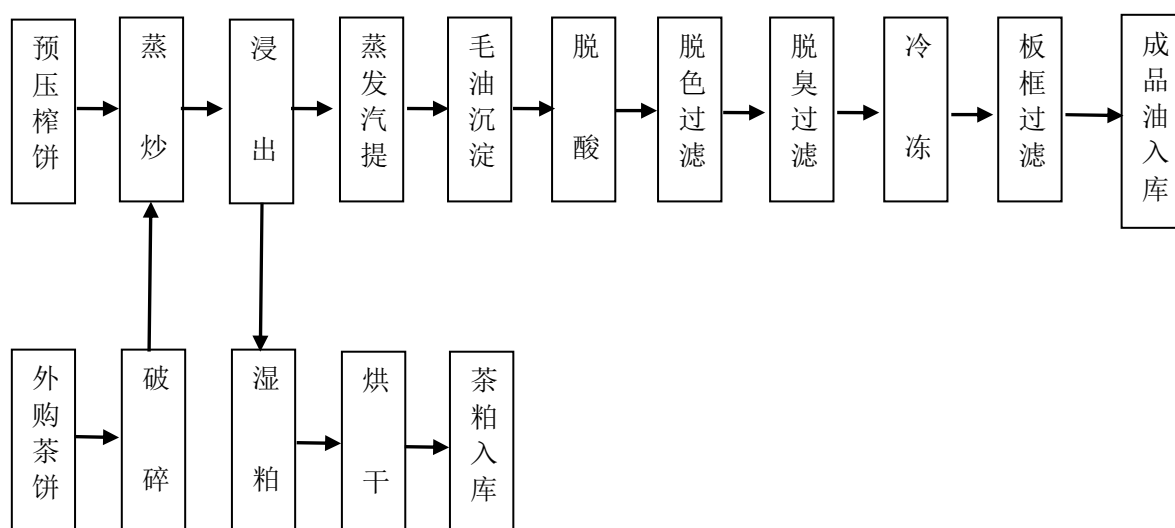 预压榨饼
蒸炒
浸出
蒸发汽提
毛油沉淀
脱酸
脱色过滤
脱臭过滤
冷冻
板框过滤
成品油入库
外购茶饼
破碎
湿粕
烘干
茶粕入库